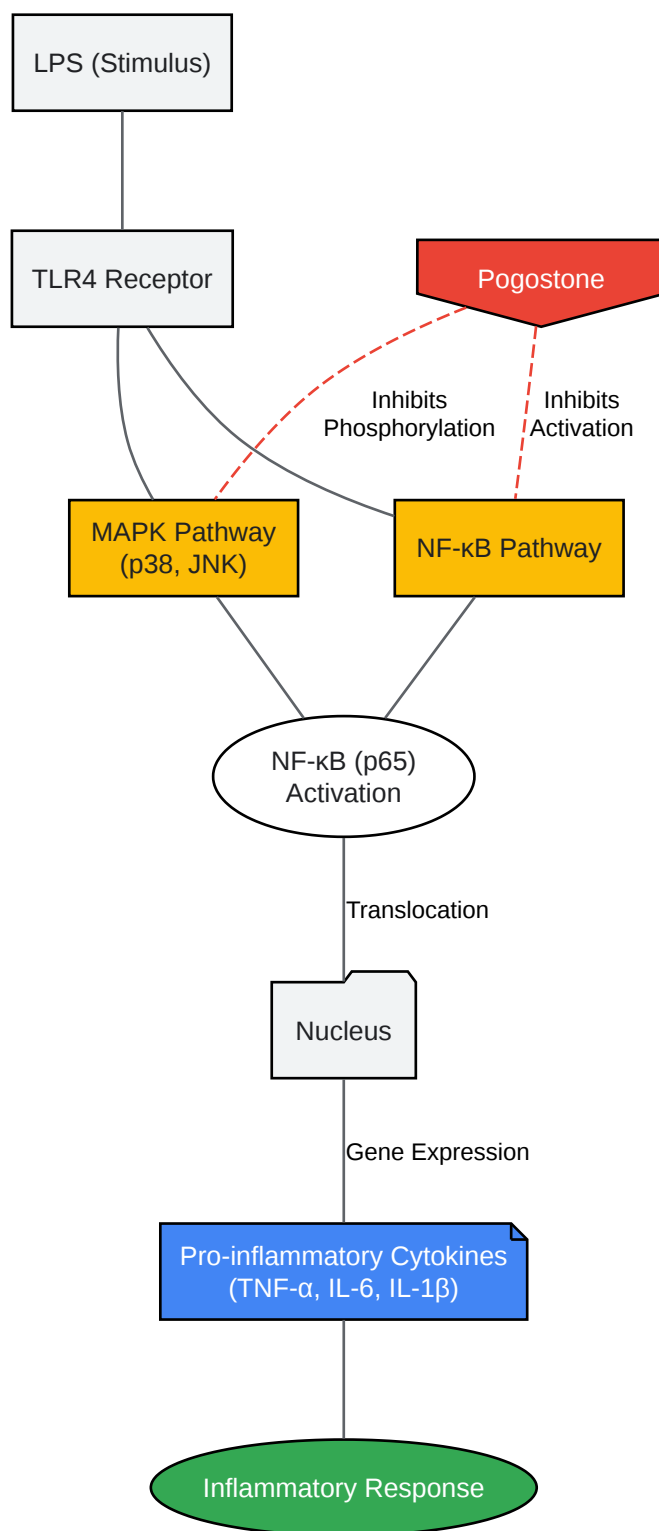 LPS (Stimulus)
TLR4 Receptor
Pogostone
Inhibits
Phosphorylation
Inhibits
Activation
MAPK Pathway
(p38, JNK)
NF-κB Pathway
NF-κB (p65)
Activation
Translocation
Nucleus
Gene Expression
Pro-inflammatory Cytokines
(TNF-α, IL-6, IL-1β)
Inflammatory Response